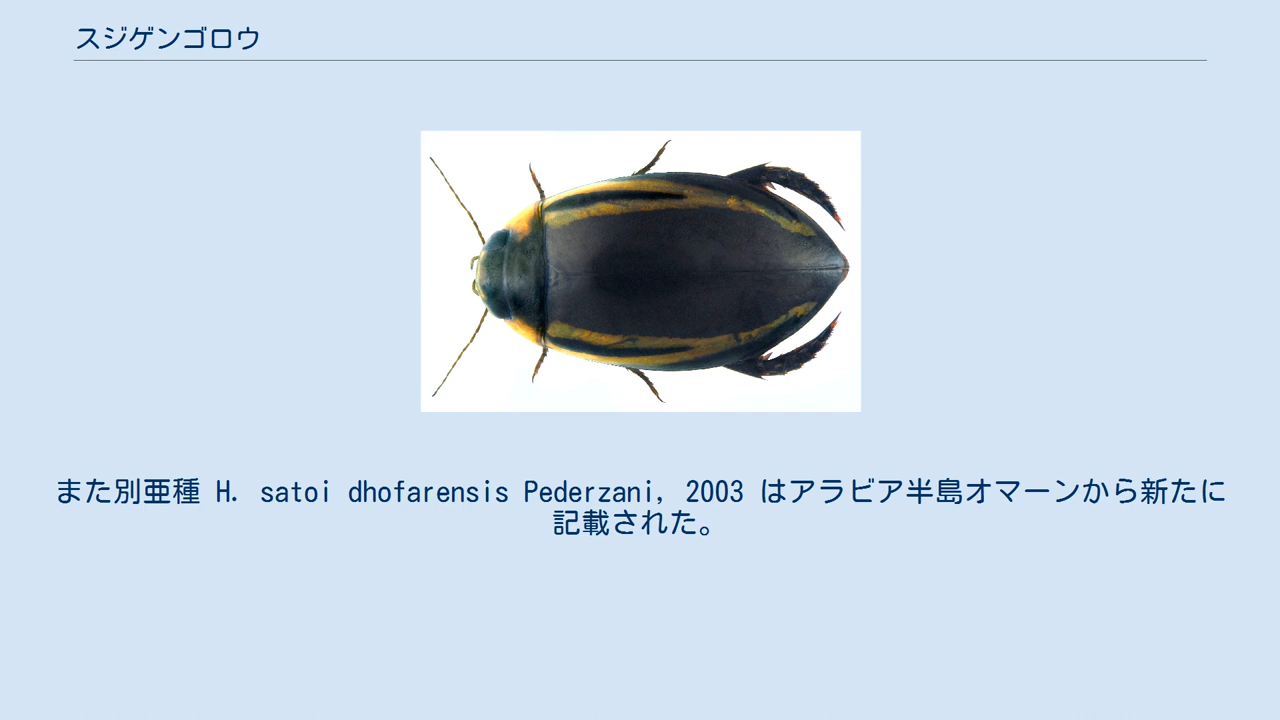 スジゲンゴロウ
また別亜種 H. satoi dhofarensis Pederzani, 2003 はアラビア半島オマーンから新たに
記載された。